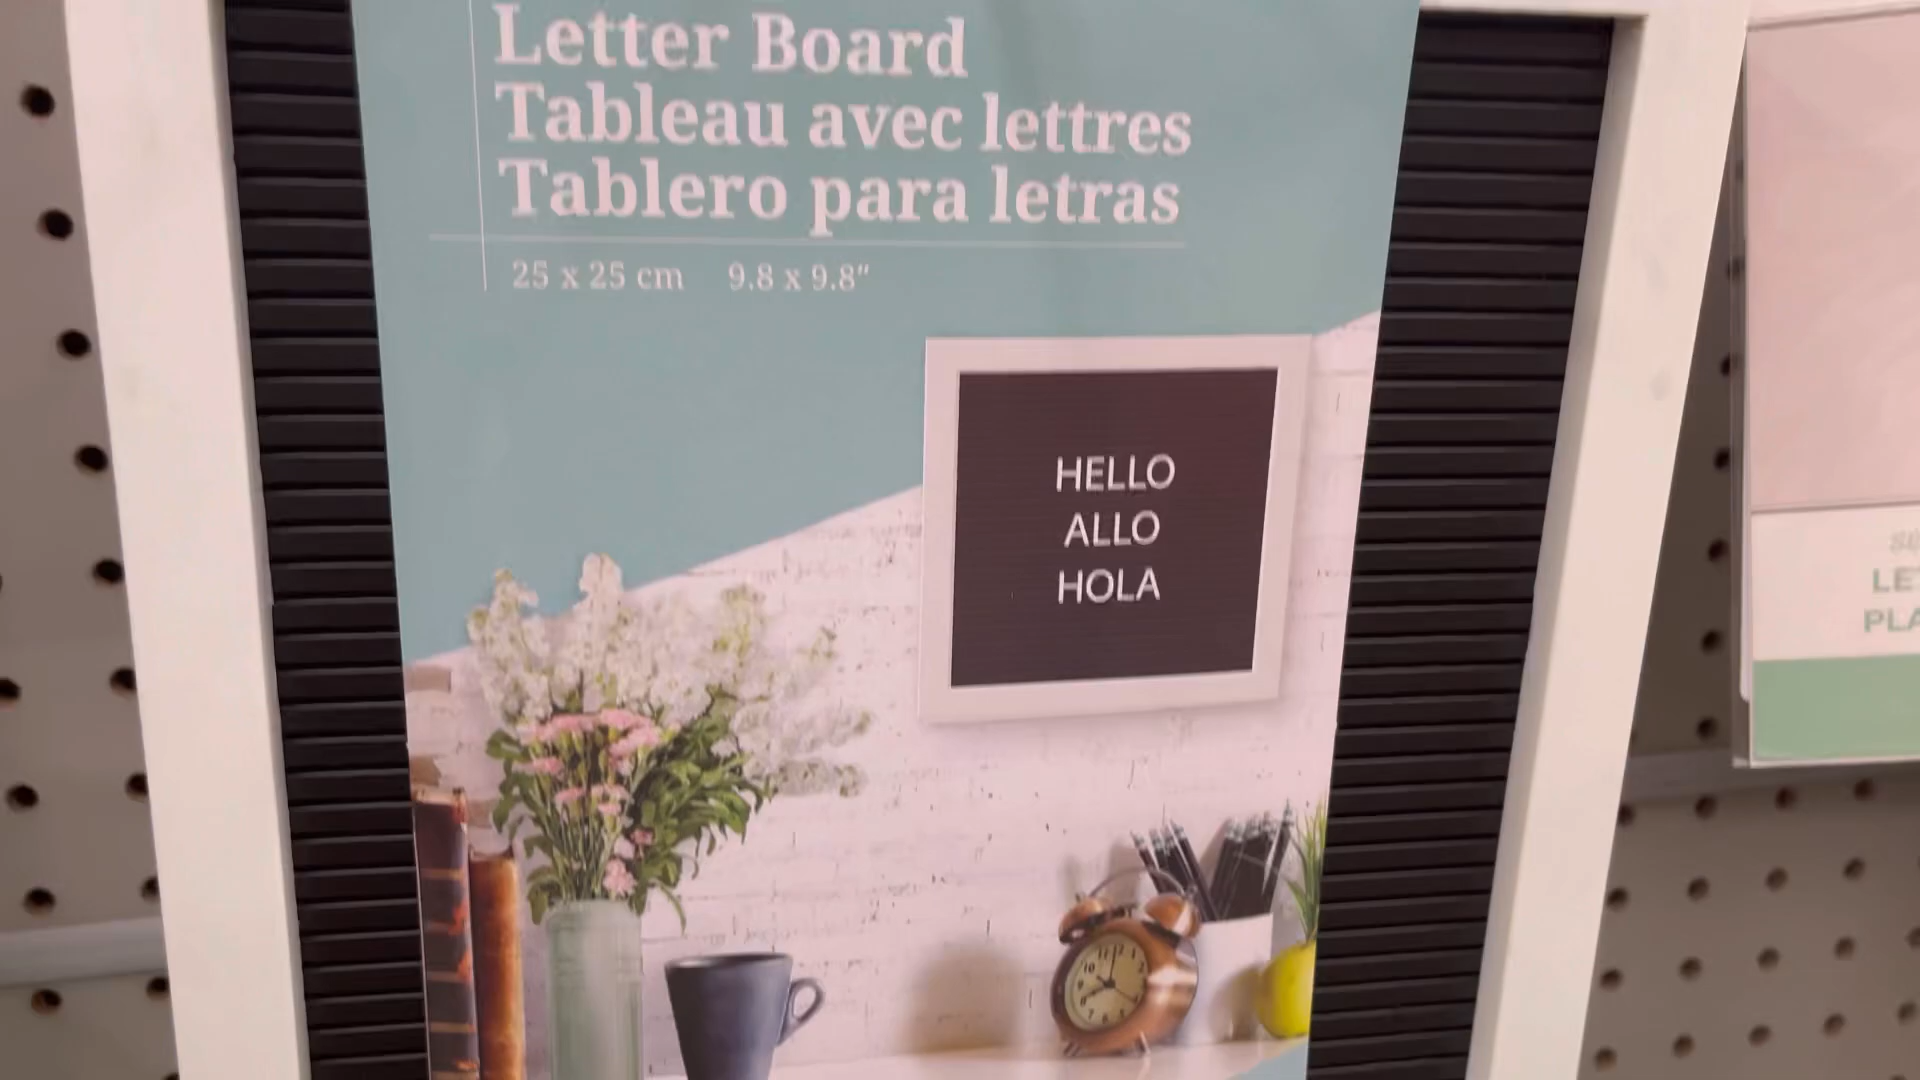 Letter Board
Tableau avec lettres
Tablero para letras
25 x 25 cm 9.8 x 9.8"
HELLO
ALLO
HOLA